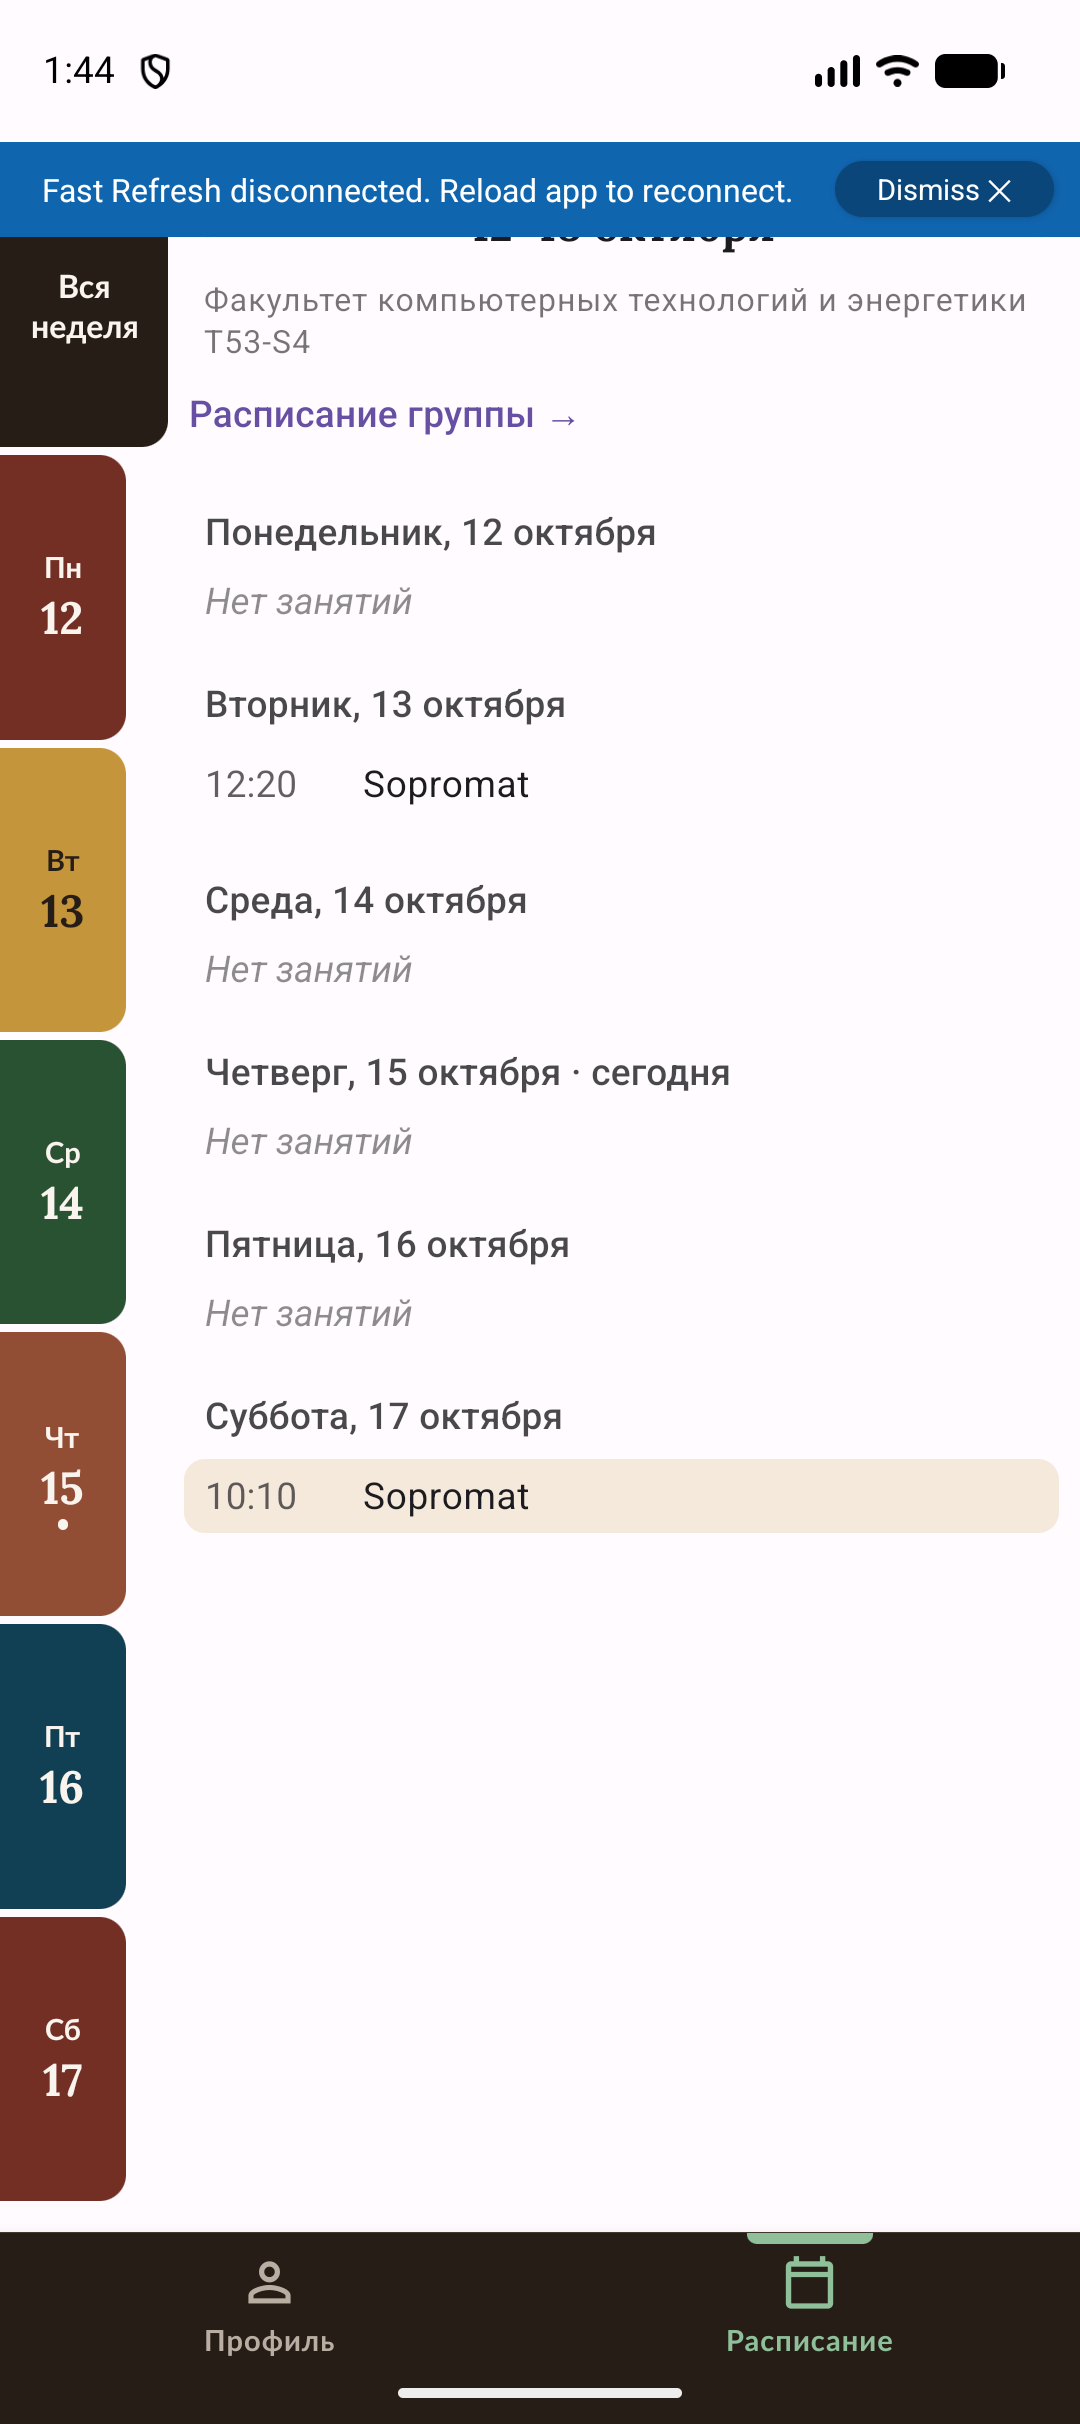 1:44
Fast Refresh disconnected. Reload app to reconnect.
Dismiss
Вся
неделя
Факультет компьютерных технологий и энергетики
T53-S4
Расписание группы →
Пн
12
Понедельник, 12 октября
Нет занятий
Вторник, 13 октября
12:20 Sopromat
Вт
13
Среда, 14 октября
Нет занятий
Четверг, 15 октября · сегодня
Нет занятий
Ср
14
Пятница, 16 октября
Нет занятий
Суббота, 17 октября
10:10 Sopromat
Чт
15
Пт
16
Сб
17
Профиль
Расписание